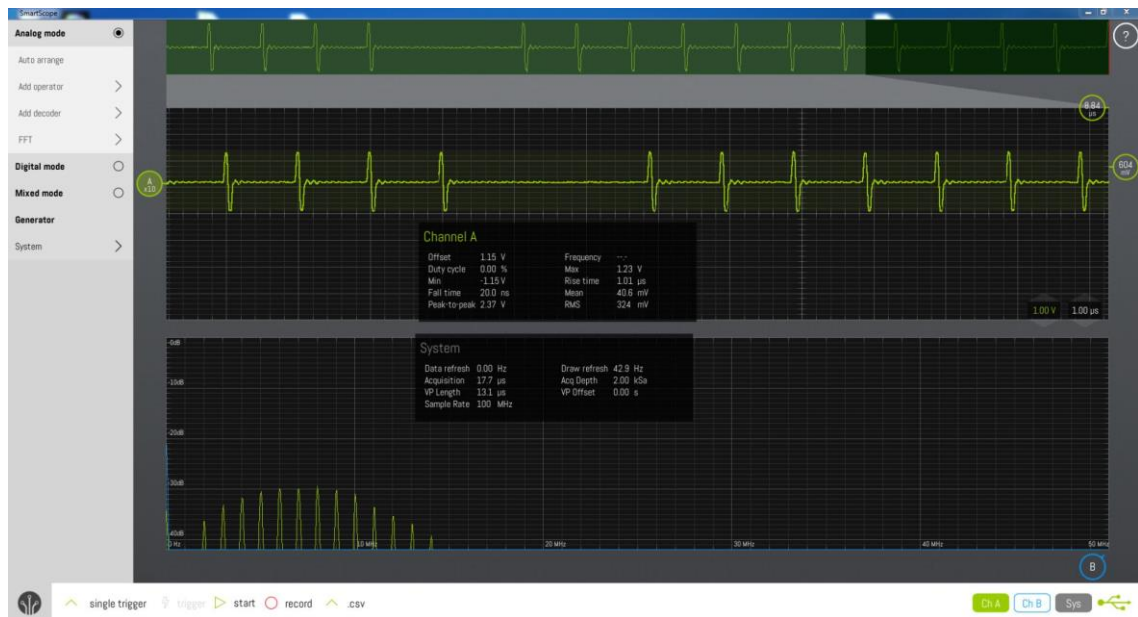 SmartScope
Analog mode
Auto arrange
Add operator
Add decoder
FFT
Digital mode
Mixed mode
Generator
System
?
8,84
µs
A
x10
604
mV
Channel A
Offset 1.15 V Frequency --.-
Duty cycle 0.00 % Max 1.23 V
Min -1.15 V Rise time 1.01 µs
Fall time 20.0 ns Mean 40.6 mV
Peak-to-peak 2.37 V RMS 324 mV
1.00 V 1.00 µs
System
Data refresh 0.00 Hz Draw refresh 42.9 Hz
Acquisition 17.7 µs Acq Depth 2.00 kSa
VP Length 13.1 µs VP Offset 0.00 s
Sample Rate 100 MHz
-0dB
-10dB
-20dB
-30dB
-40dB
0 Hz 10 MHz 20 MHz 30 MHz 40 MHz 50 MHz
B
single trigger trigger start record .csv
Ch A Ch B Sys